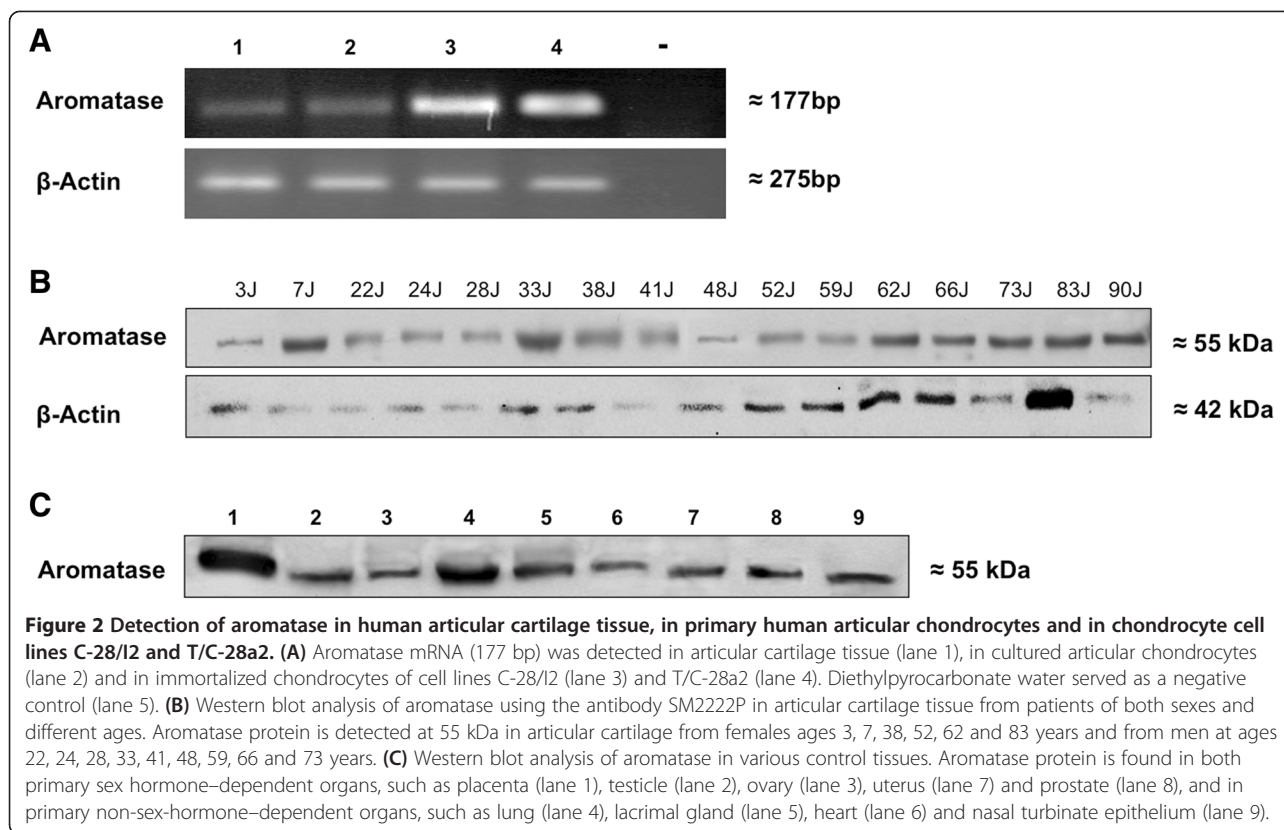 A
1 2 3 4 -
Aromatase ≈ 177bp
β-Actin ≈ 275bp
B
3J 7J 22J 24J 28J 33J 38J 41J 48J 52J 59J 62J 66J 73J 83J 90J
Aromatase ≈ 55 kDa
β-Actin ≈ 42 kDa
C
1 2 3 4 5 6 7 8 9
Aromatase ≈ 55 kDa
Figure 2 Detection of aromatase in human articular cartilage tissue, in primary human articular chondrocytes and in chondrocyte cell
lines C-28/I2 and T/C-28a2. (A) Aromatase mRNA (177 bp) was detected in articular cartilage tissue (lane 1), in cultured articular chondrocytes
(lane 2) and in immortalized chondrocytes of cell lines C-28/I2 (lane 3) and T/C-28a2 (lane 4). Diethylpyrocarbonate water served as a negative
control (lane 5). (B) Western blot analysis of aromatase using the antibody SM2222P in articular cartilage tissue from patients of both sexes and
different ages. Aromatase protein is detected at 55 kDa in articular cartilage from females ages 3, 7, 38, 52, 62 and 83 years and from men at ages
22, 24, 28, 33, 41, 48, 59, 66 and 73 years. (C) Western blot analysis of aromatase in various control tissues. Aromatase protein is found in both
primary sex hormone–dependent organs, such as placenta (lane 1), testicle (lane 2), ovary (lane 3), uterus (lane 7) and prostate (lane 8), and in
primary non-sex-hormone–dependent organs, such as lung (lane 4), lacrimal gland (lane 5), heart (lane 6) and nasal turbinate epithelium (lane 9).